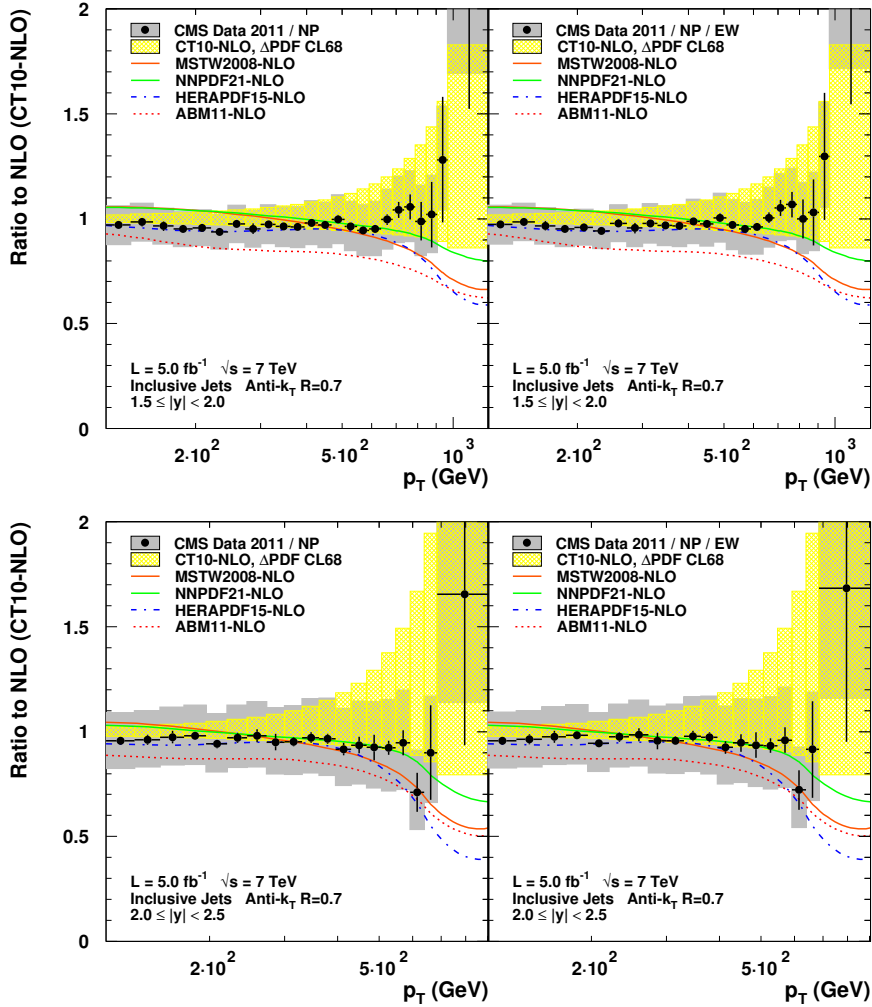 Ratio to NLO (CT10-NLO)
2
1.5
1
0.5
0
CMS Data 2011 / NP
CT10-NLO, ΔPDF CL68
MSTW2008-NLO
NNPDF21-NLO
HERAPDF15-NLO
ABM11-NLO
L = 5.0 fb⁻¹ √s = 7 TeV
Inclusive Jets Anti-k_T R=0.7
1.5 ≤ |y| < 2.0
2·10² 5·10² 10³
p_T (GeV)
CMS Data 2011 / NP / EW
CT10-NLO, ΔPDF CL68
MSTW2008-NLO
NNPDF21-NLO
HERAPDF15-NLO
ABM11-NLO
L = 5.0 fb⁻¹ √s = 7 TeV
Inclusive Jets Anti-k_T R=0.7
1.5 ≤ |y| < 2.0
2·10² 5·10² 10³
p_T (GeV)
Ratio to NLO (CT10-NLO)
2
1.5
1
0.5
0
CMS Data 2011 / NP
CT10-NLO, ΔPDF CL68
MSTW2008-NLO
NNPDF21-NLO
HERAPDF15-NLO
ABM11-NLO
L = 5.0 fb⁻¹ √s = 7 TeV
Inclusive Jets Anti-k_T R=0.7
2.0 ≤ |y| < 2.5
2·10² 5·10²
p_T (GeV)
CMS Data 2011 / NP / EW
CT10-NLO, ΔPDF CL68
MSTW2008-NLO
NNPDF21-NLO
HERAPDF15-NLO
ABM11-NLO
L = 5.0 fb⁻¹ √s = 7 TeV
Inclusive Jets Anti-k_T R=0.7
2.0 ≤ |y| < 2.5
2·10² 5·10²
p_T (GeV)